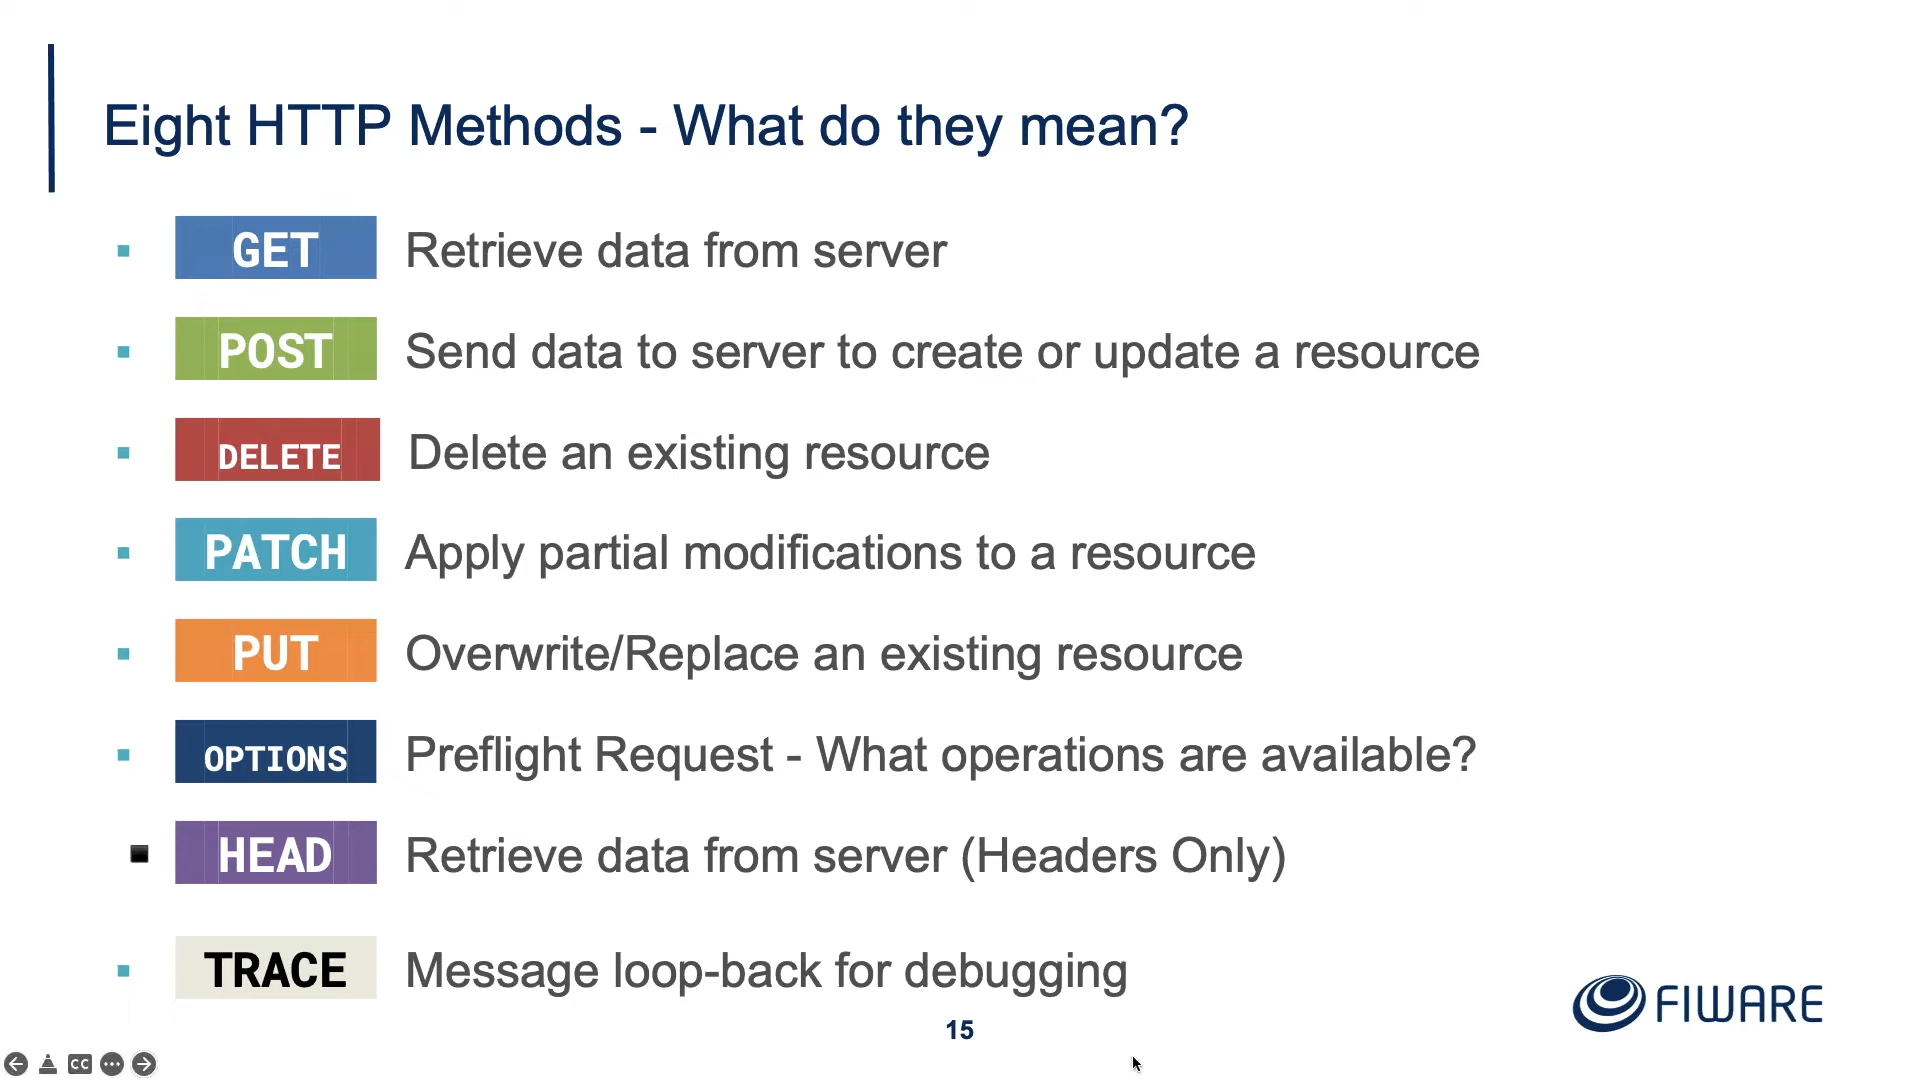 Eight HTTP Methods - What do they mean?
GET Retrieve data from server
POST Send data to server to create or update a resource
DELETE Delete an existing resource
PATCH Apply partial modifications to a resource
PUT Overwrite/Replace an existing resource
OPTIONS Preflight Request - What operations are available?
HEAD Retrieve data from server (Headers Only)
TRACE Message loop-back for debugging
FIWARE
15
CC